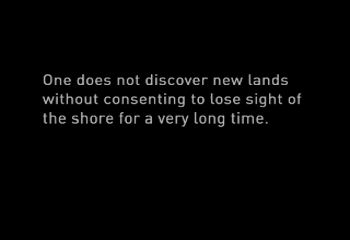 One does not discover new lands
without consenting to lose sight of
the shore for a very long time.